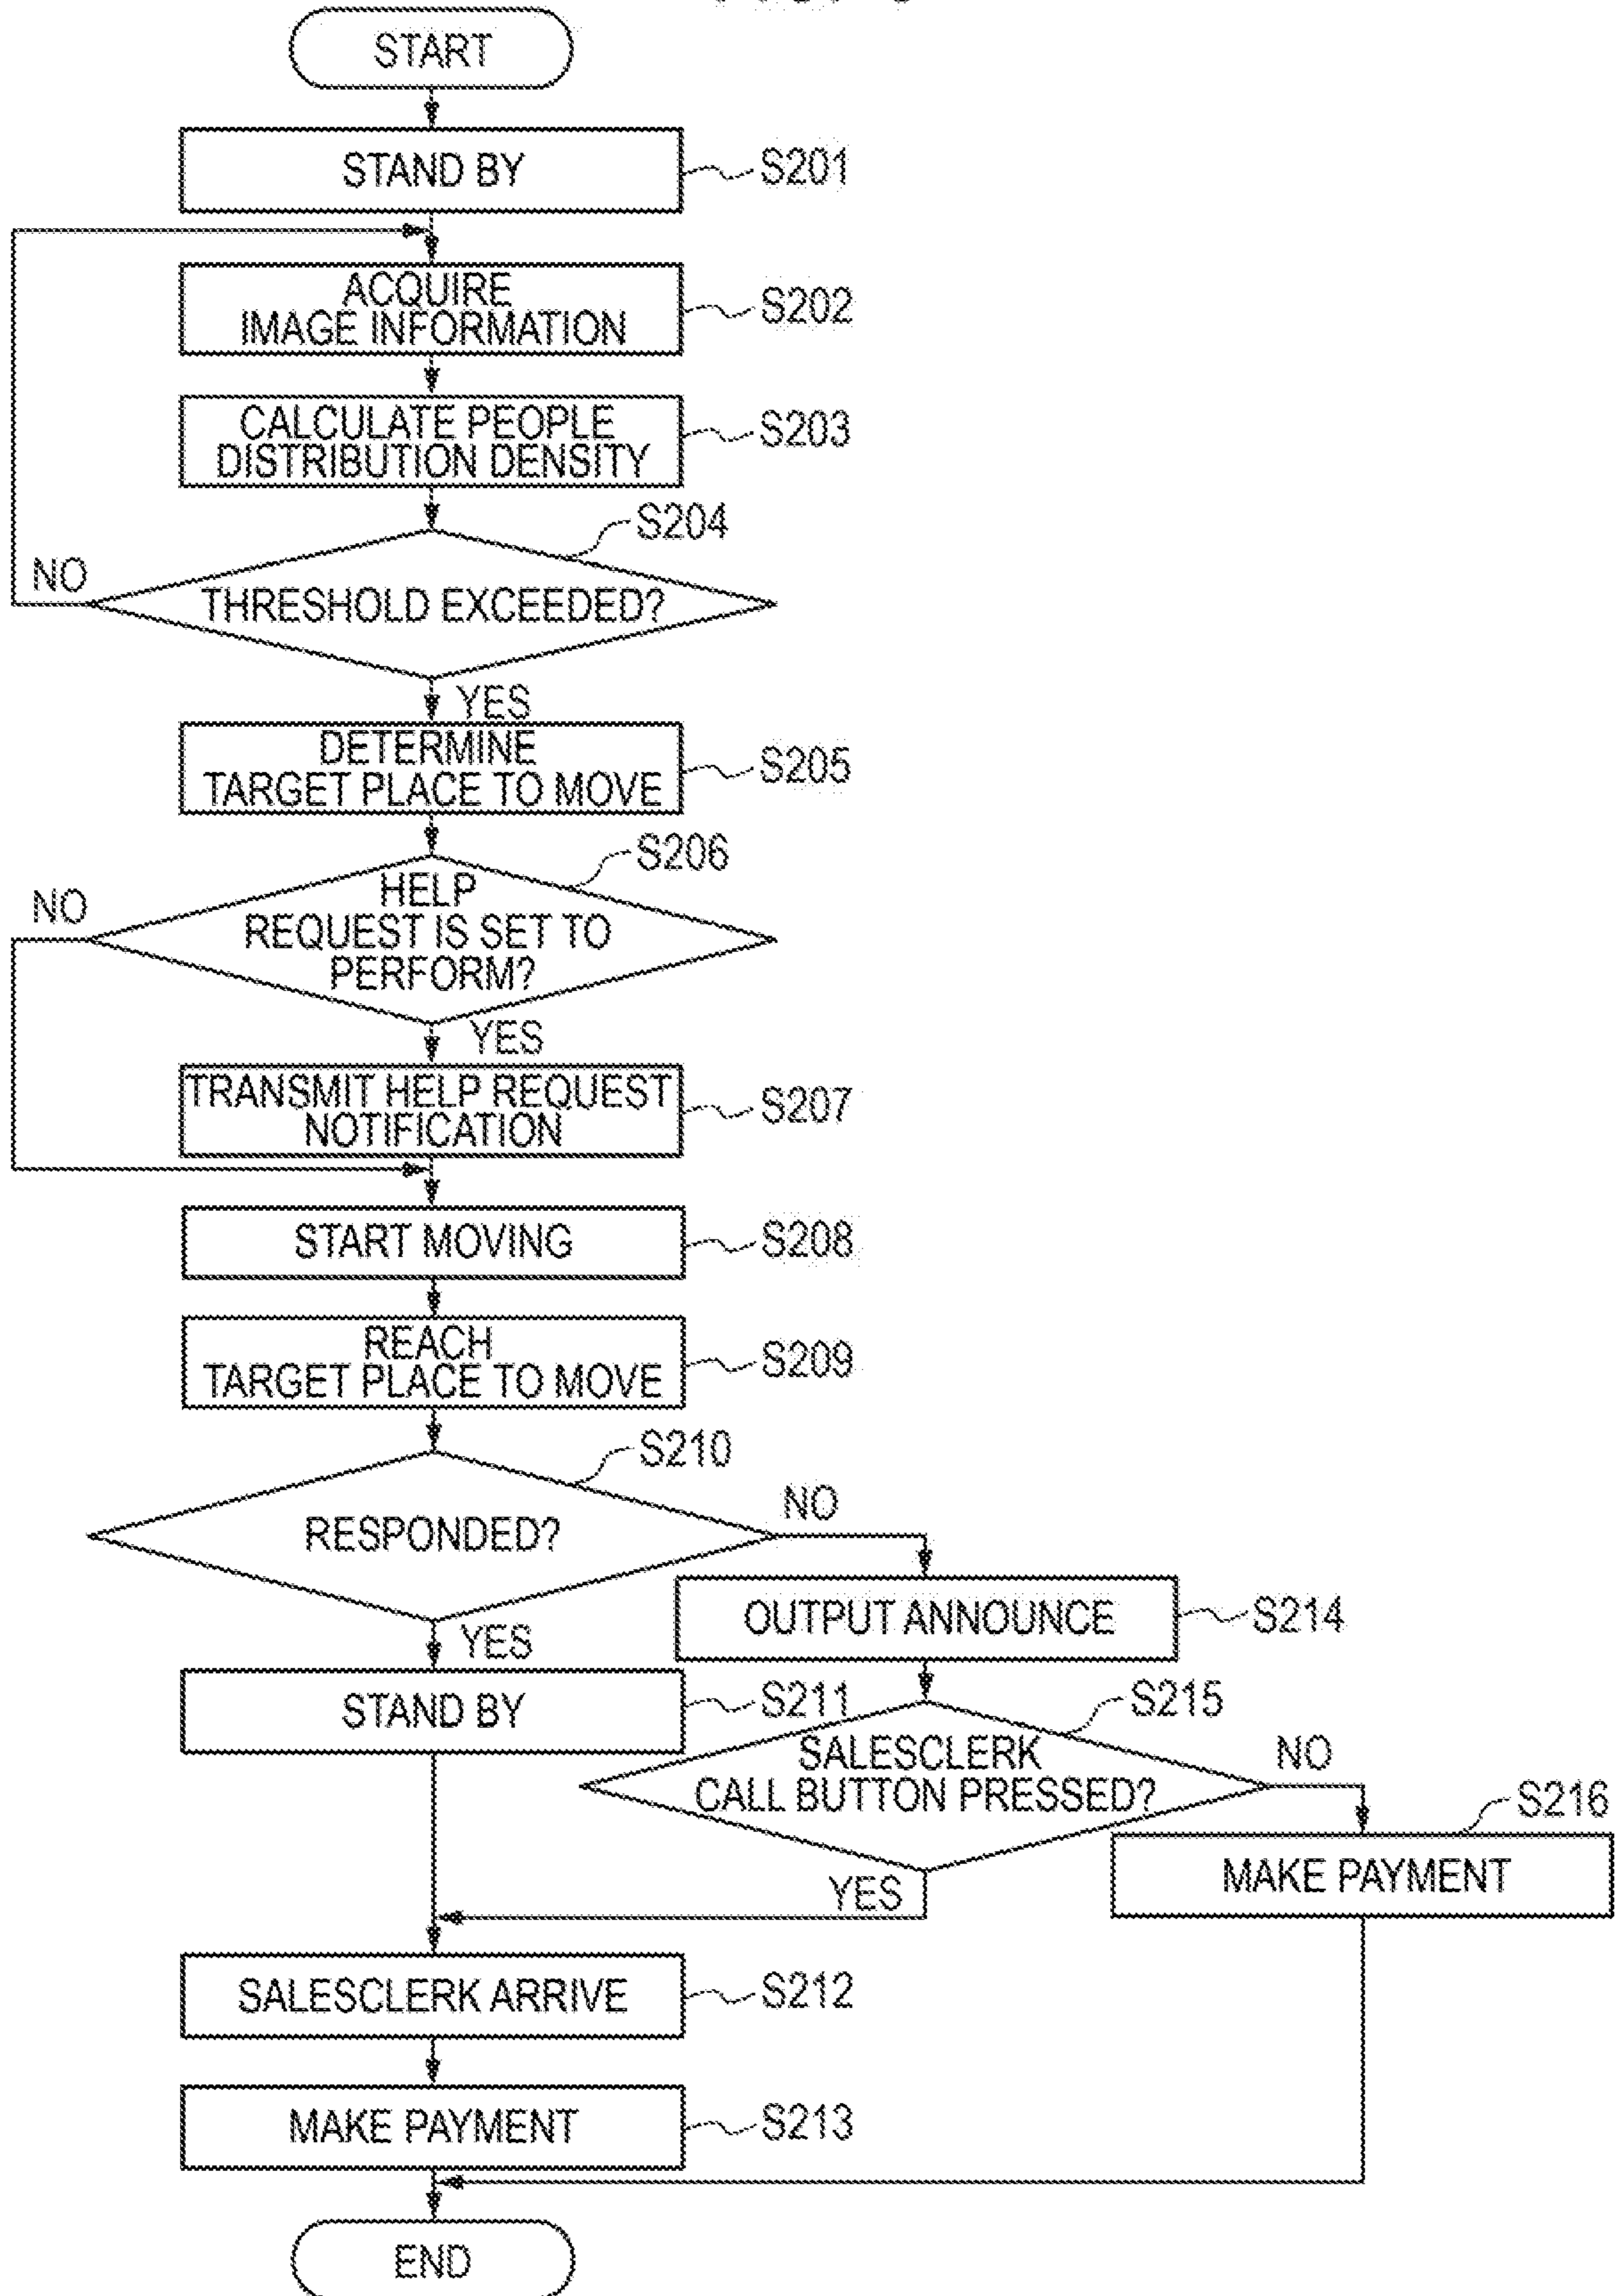 START
STAND BY
S201
ACQUIRE
IMAGE INFORMATION
S202
CALCULATE PEOPLE
DISTRIBUTION DENSITY
S203
S204
NO
THRESHOLD EXCEEDED?
YES
DETERMINE
TARGET PLACE TO MOVE
S205
S206
NO
HELP
REQUEST IS SET TO
PERFORM?
YES
TRANSMIT HELP REQUEST
NOTIFICATION
S207
START MOVING
S208
REACH
TARGET PLACE TO MOVE
S209
S210
NO
RESPONDED?
OUTPUT ANNOUNCE
S214
YES
STAND BY
S211
S215
SALESCLERK
CALL BUTTON PRESSED?
NO
S216
MAKE PAYMENT
YES
SALESCLERK ARRIVE
S212
MAKE PAYMENT
S213
END